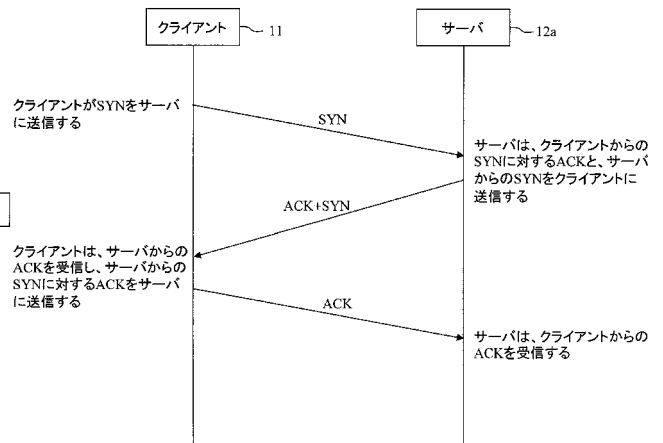 クライアント
11
サーバ
12a
クライアントがSYNをサーバ
に送信する
SYN
サーバは、クライアントからの
SYNに対するACKと、サーバ
からのSYNをクライアントに
送信する
ACK+SYN
クライアントは、サーバからの
ACKを受信し、サーバからの
SYNに対するACKをサーバ
に送信する
ACK
サーバは、クライアントからの
ACKを受信する